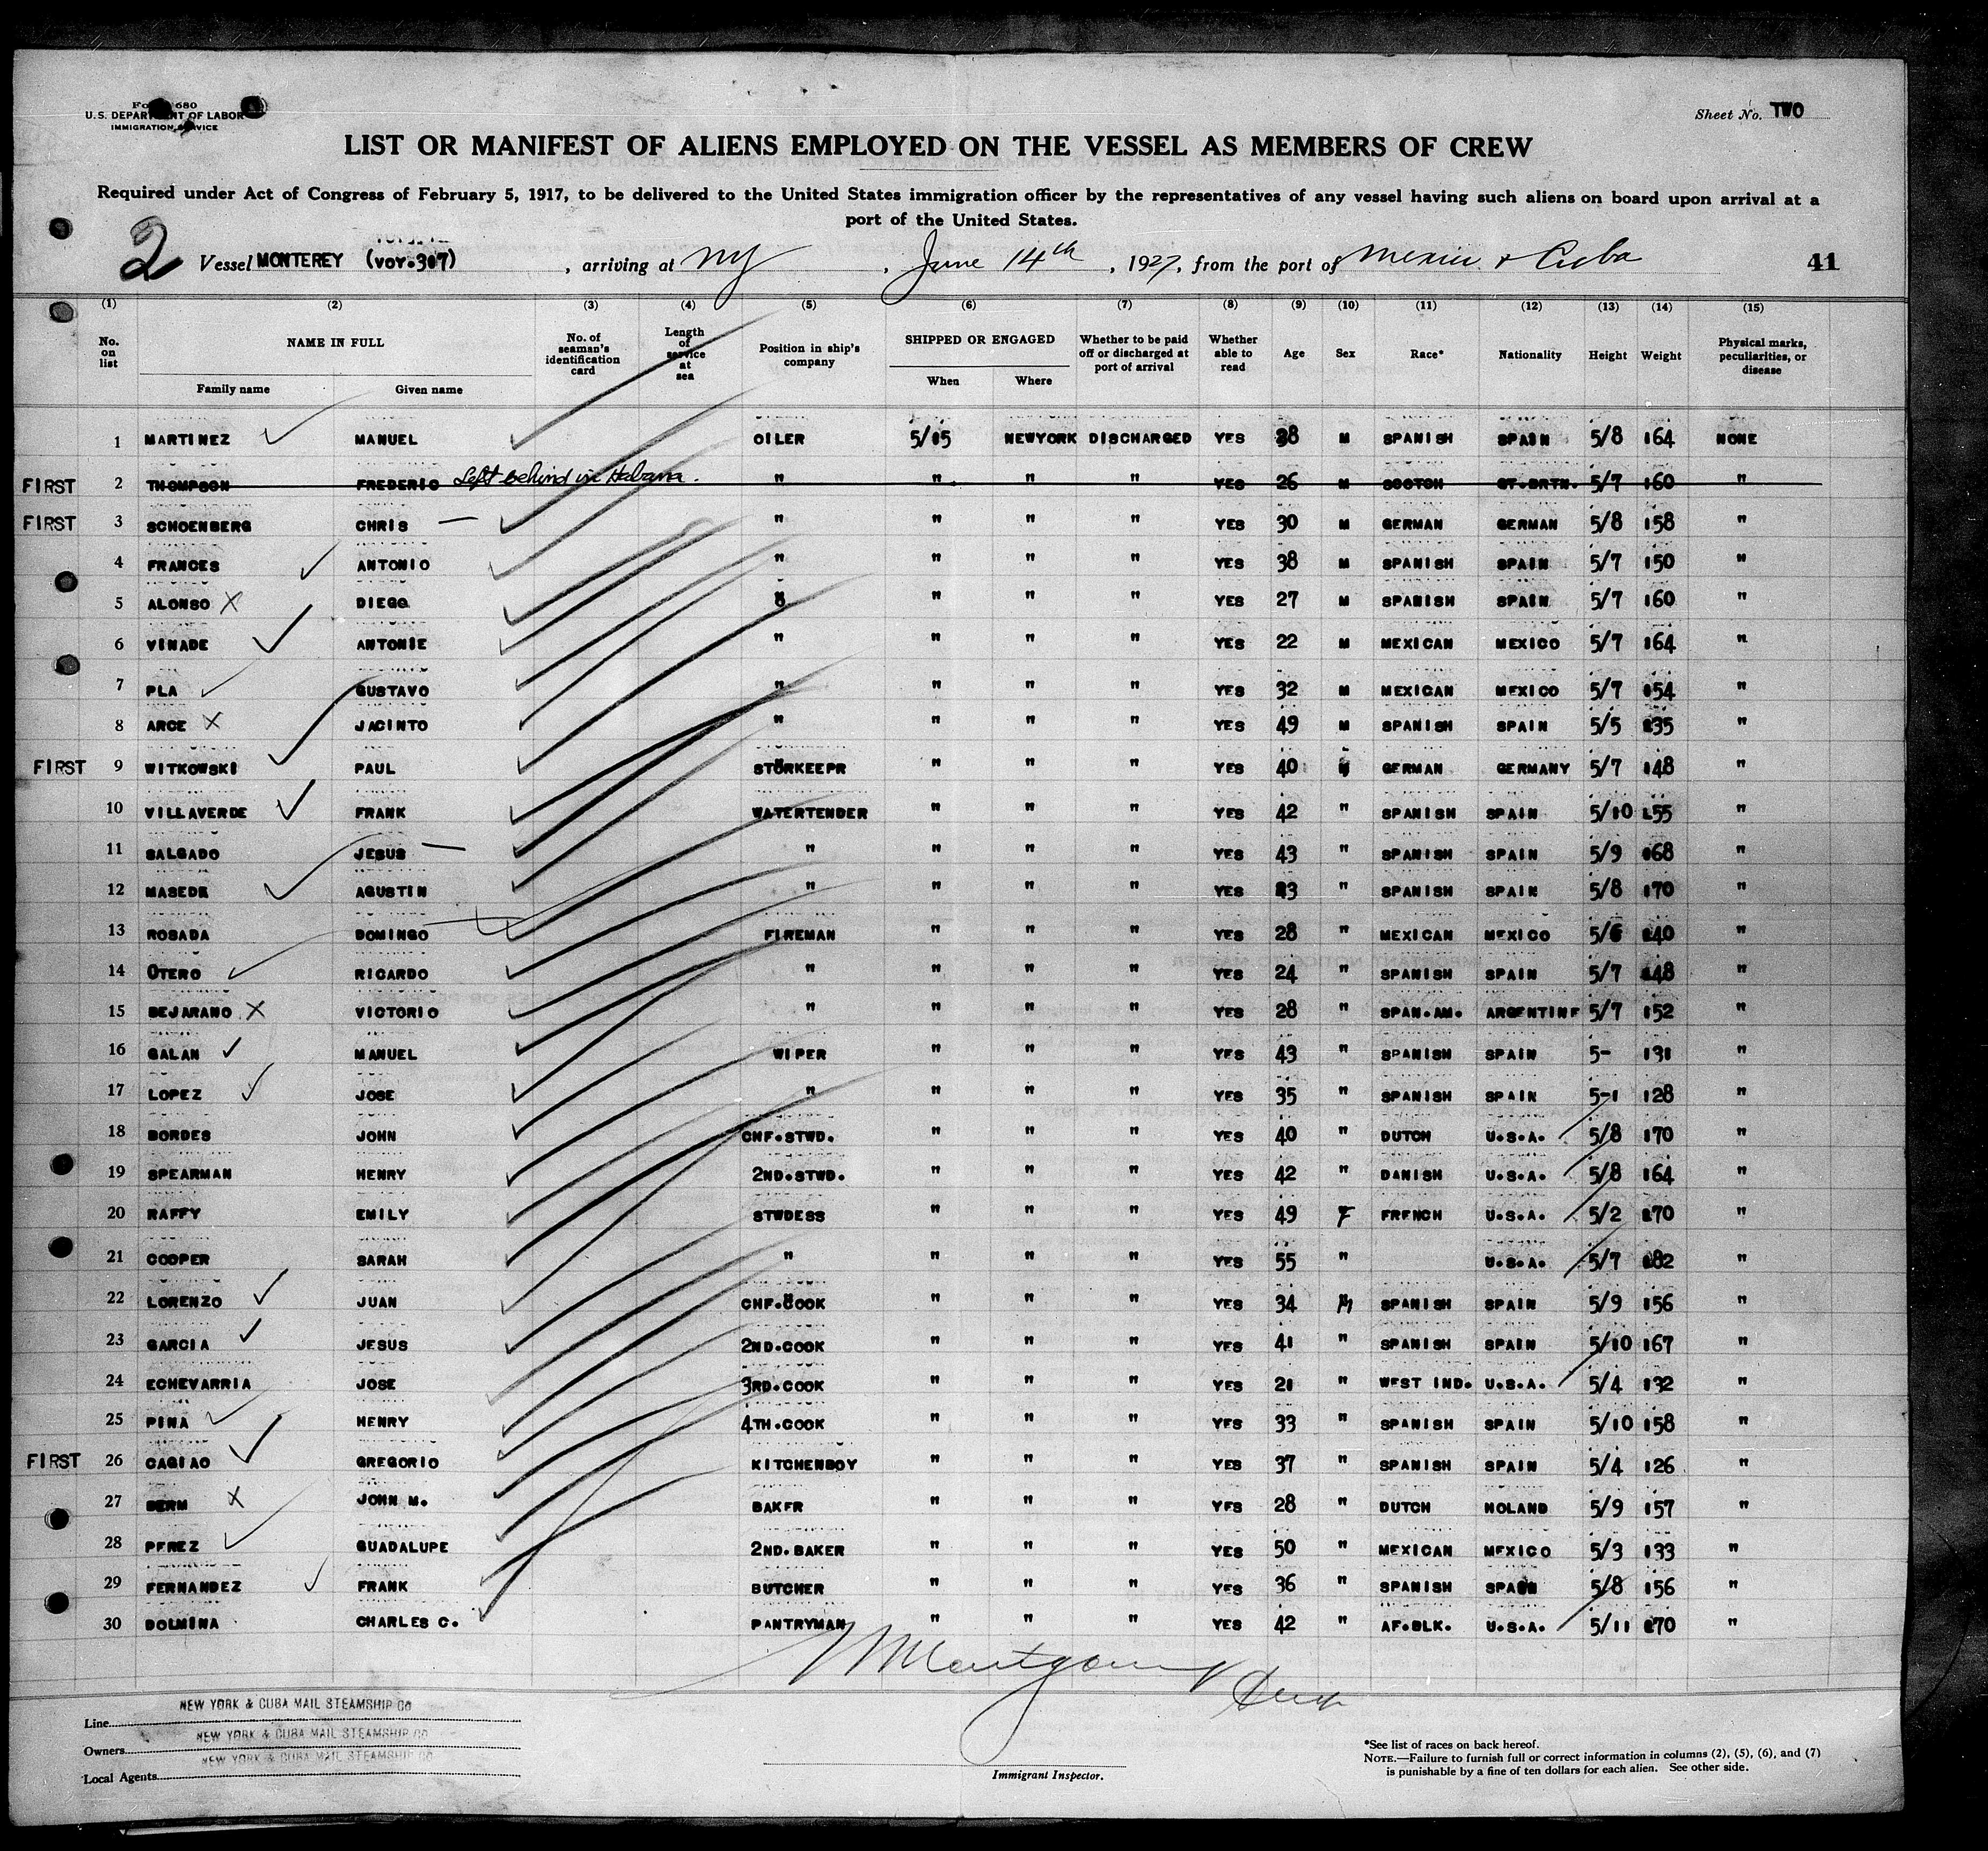 Form 680
U.S. DEPARTMENT OF LABOR
IMMIGRATION SERVICE
Sheet No. TWO
LIST OR MANIFEST OF ALIENS EMPLOYED ON THE VESSEL AS MEMBERS OF CREW
Required under Act of Congress of February 5, 1917, to be delivered to the United States immigration officer by the representatives of any vessel having such aliens on board upon arrival at a
port of the United States.
2 Vessel MONTEREY (VOY.307), arriving at NY, June 14th, 1927, from the port of Mexico & Cuba 41
(1) (2) (3) (4) (5) (6) (7) (8) (9) (10) (11) (12) (13) (14) (15)
No. on list NAME IN FULL Family name Given name No. of seaman's identification card Length of service at sea Position in ship's company SHIPPED OR ENGAGED When Where Whether to be paid off or discharged at port of arrival Whether able to read Age Sex Race* Nationality Height Weight Physical marks, peculiarities, or disease
1 MARTINEZ MANUEL OILER 5/15 NEWYORK DISCHARGED YES 38 M SPANISH SPAIN 5/8 164 NONE
FIRST 2 THOMPSON FREDERIC Left behind in Habana. " " " " YES 26 M SCOTCH GT.BRTN. 5/7 160 "
FIRST 3 SCHOENBERG CHRIS " " " " YES 30 M GERMAN GERMAN 5/8 158 "
4 FRANCES ANTONIO " " " " YES 38 M SPANISH SPAIN 5/7 150 "
5 ALONSO X DIEGO " " " " YES 27 M SPANISH SPAIN 5/7 160 "
6 VINADE ANTONIE " " " " YES 22 M MEXICAN MEXICO 5/7 164 "
7 PLA GUSTAVO " " " " YES 32 M MEXICAN MEXICO 5/7 154 "
8 ARCE X JACINTO " " " " YES 49 M SPANISH SPAIN 5/5 135 "
FIRST 9 WITKOWSKI PAUL STORKEEPR " " " YES 40 M GERMAN GERMANY 5/7 148 "
10 VILLAVERDE FRANK WATERTENDER " " " YES 42 " SPANISH SPAIN 5/10 155 "
11 SALGADO JESUS " " " " YES 43 " SPANISH SPAIN 5/9 168 "
12 MASEDR AGUSTIN " " " " YES 23 " SPANISH SPAIN 5/8 170 "
13 ROSADA DOMINGO FIREMAN " " " YES 28 " MEXICAN MEXICO 5/6 140 "
14 OTERO RICARDO " " " " YES 24 " SPANISH SPAIN 5/7 148 "
15 BEJARANO X VICTORIO " " " " YES 28 " SPAN.AM. ARGENTINE 5/7 152 "
16 GALAN MANUEL WIPER " " " YES 43 " SPANISH SPAIN 5- 131 "
17 LOPEZ JOSE " " " " YES 35 " SPANISH SPAIN 5-1 128 "
18 BORDES JOHN CHF.STWD. " " " YES 40 " DUTCH U.S.A. 5/8 170 "
19 SPEARMAN HENRY 2ND.STWD. " " " YES 42 " DANISH U.S.A. 5/8 164 "
20 RAFFY EMILY STWDESS " " " YES 49 F FRENCH U.S.A. 5/2 170 "
21 COOPER SARAH " " " " YES 55 " U.S.A. 5/7 182 "
22 LORENZO JUAN CHF.COOK " " " YES 34 M SPANISH SPAIN 5/9 156 "
23 GARCIA JESUS 2ND.COOK " " " YES 41 " SPANISH SPAIN 5/10 167 "
24 ECHEVARRIA JOSE 3RD.COOK " " " YES 21 " WEST IND. U.S.A. 5/4 132 "
25 PINA HENRY 4TH.COOK " " " YES 33 " SPANISH SPAIN 5/10 158 "
FIRST 26 CAGIAO GREGORIO KITCHENBOY " " " YES 37 " SPANISH SPAIN 5/4 126 "
27 BERM X JOHN M. BAKER " " " YES 28 " DUTCH HOLAND 5/9 157 "
28 PEREZ GUADALUPE 2ND.BAKER " " " YES 50 " MEXICAN MEXICO 5/3 133 "
29 FERNANDEZ FRANK BUTCHER " " " YES 36 " SPANISH SPAIN 5/8 156 "
30 DOLMINA CHARLES C. PANTRYMAN " " " YES 42 " AF.BLK. U.S.A. 5/11 170 "
Line NEW YORK & CUBA MAIL STEAMSHIP CO
Owners NEW YORK & CUBA MAIL STEAMSHIP CO
Local Agents NEW YORK & CUBA MAIL STEAMSHIP CO
Immigrant Inspector.
*See list of races on back hereof.
NOTE.—Failure to furnish full or correct information in columns (2), (5), (6), and (7)
is punishable by a fine of ten dollars for each alien. See other side.